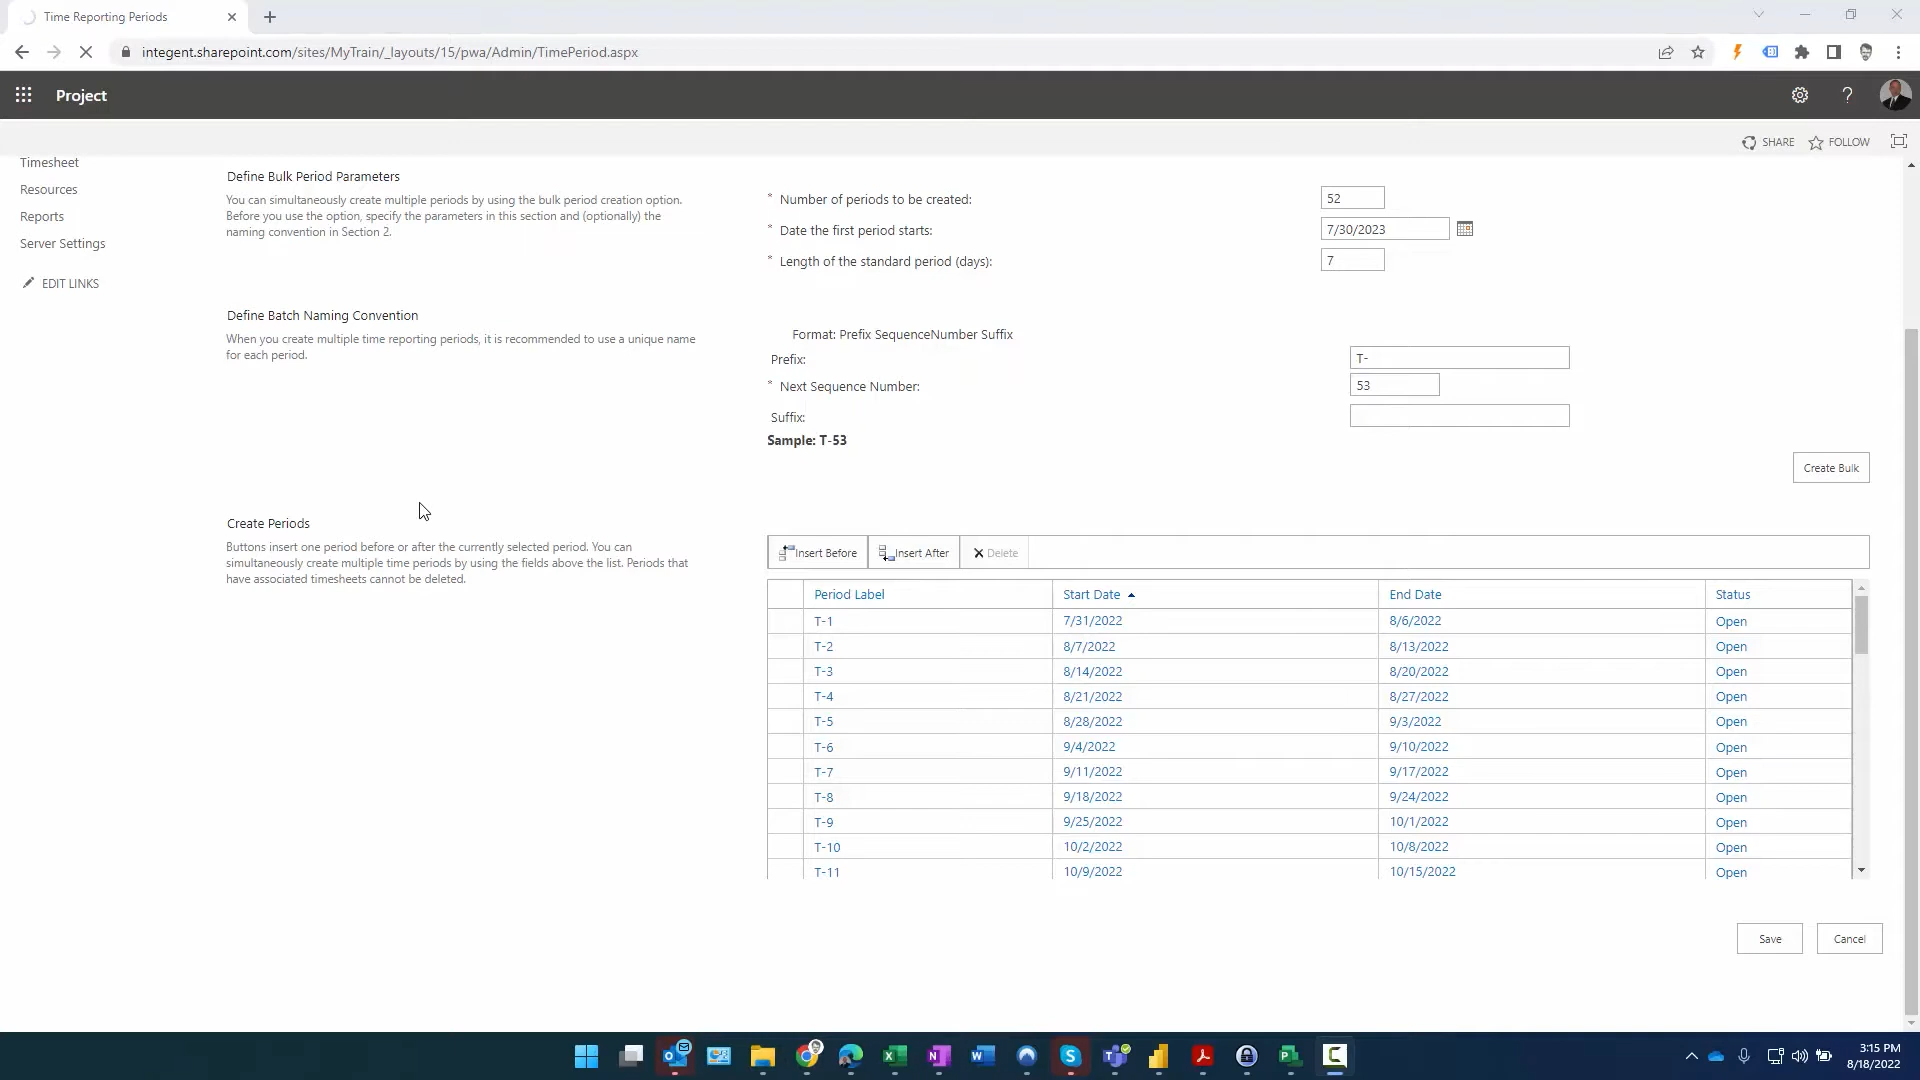 Time Reporting Periods
integent.sharepoint.com/sites/MyTrain/_layouts/15/pwa/Admin/TimePeriod.aspx
Project
SHARE
FOLLOW
Timesheet
Resources
Reports
Server Settings
EDIT LINKS
Define Bulk Period Parameters
You can simultaneously create multiple periods by using the bulk period creation option.
Before you use the option, specify the parameters in this section and (optionally) the
naming convention in Section 2.
* Number of periods to be created: 52
* Date the first period starts: 7/30/2023
* Length of the standard period (days): 7
Define Batch Naming Convention
When you create multiple time reporting periods, it is recommended to use a unique name
for each period.
Format: Prefix SequenceNumber Suffix
Prefix: T-
* Next Sequence Number: 53
Suffix:
Sample: T-53
Create Bulk
Create Periods
Buttons insert one period before or after the currently selected period. You can
simultaneously create multiple time periods by using the fields above the list. Periods that
have associated timesheets cannot be deleted.
Insert Before Insert After Delete
Period Label Start Date End Date Status
T-1 7/31/2022 8/6/2022 Open
T-2 8/7/2022 8/13/2022 Open
T-3 8/14/2022 8/20/2022 Open
T-4 8/21/2022 8/27/2022 Open
T-5 8/28/2022 9/3/2022 Open
T-6 9/4/2022 9/10/2022 Open
T-7 9/11/2022 9/17/2022 Open
T-8 9/18/2022 9/24/2022 Open
T-9 9/25/2022 10/1/2022 Open
T-10 10/2/2022 10/8/2022 Open
T-11 10/9/2022 10/15/2022 Open
Save Cancel
3:15 PM
8/18/2022